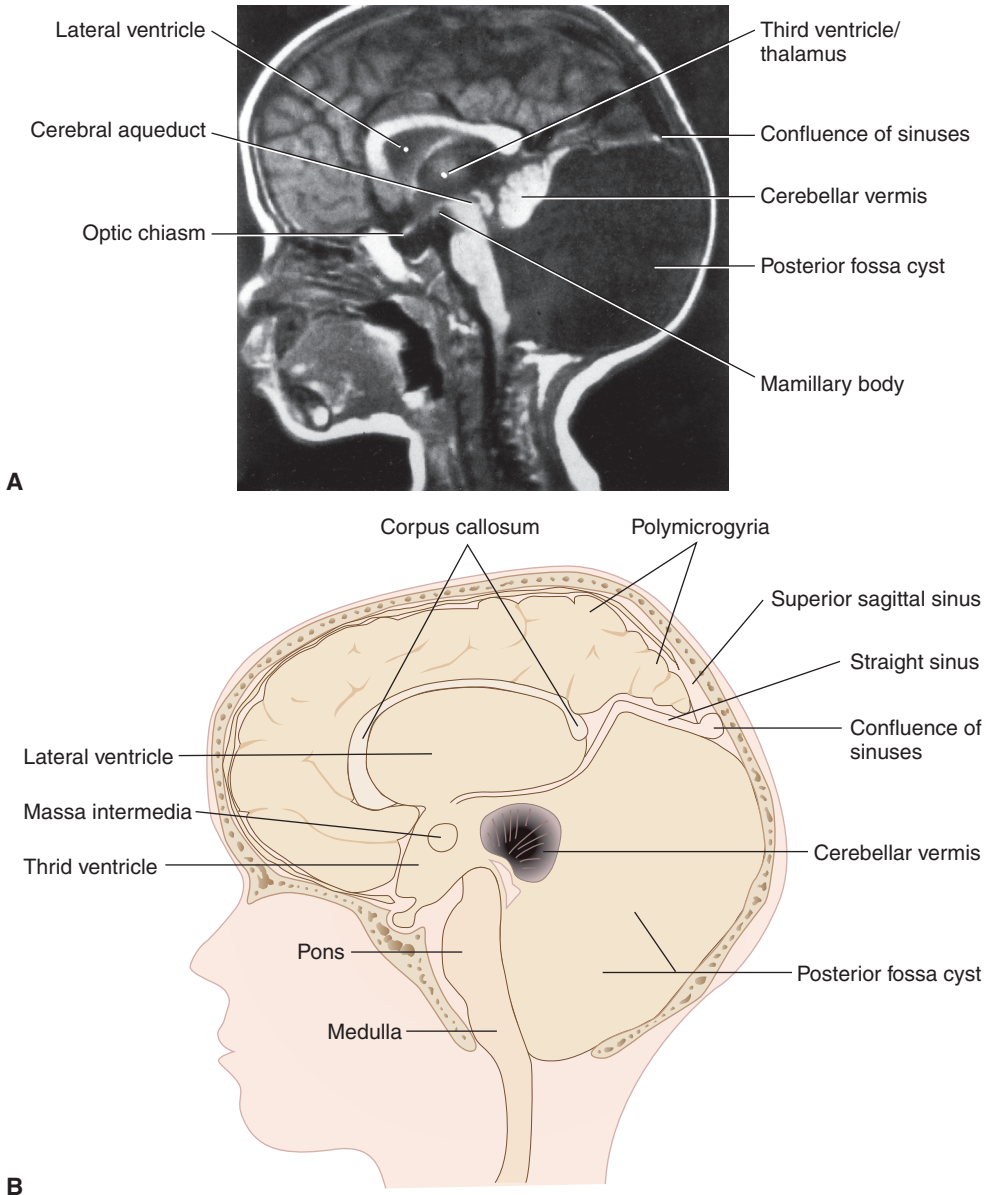 Lateral ventricle
Third ventricle/
thalamus
Cerebral aqueduct
Confluence of sinuses
Cerebellar vermis
Optic chiasm
Posterior fossa cyst
Mamillary body
A
Corpus callosum
Polymicrogyria
Superior sagittal sinus
Straight sinus
Confluence of
sinuses
Lateral ventricle
Massa intermedia
Thrid ventricle
Cerebellar vermis
Pons
Posterior fossa cyst
Medulla
B